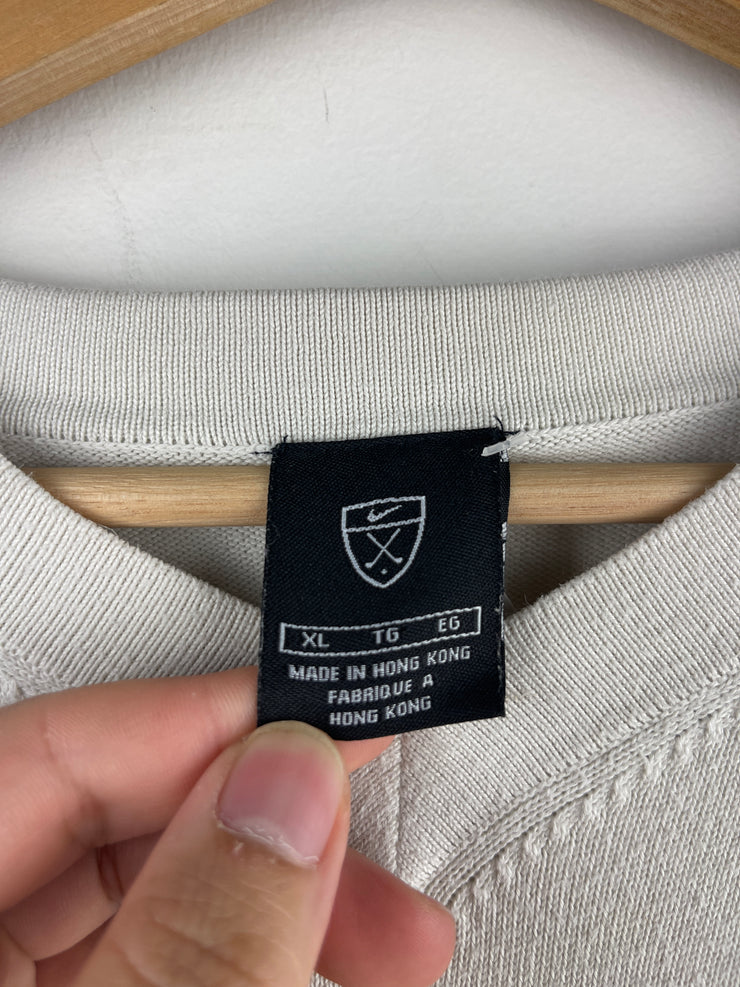 XL TG EG
MADE IN HONG KONG
FABRIQUE A
HONG KONG